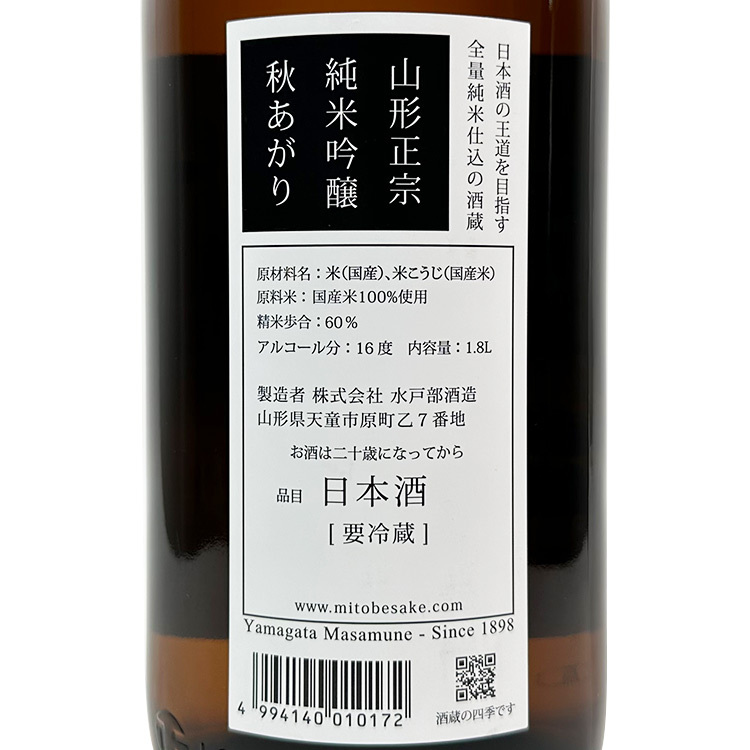 日本酒の王道を目指す
全量純米仕込の酒蔵
山形正宗
純米吟醸
秋あがり
原材料名：米(国産)、米こうじ(国産米)
原料米：国産米100%使用
精米歩合：60%
アルコール分：16度　内容量：1.8L
製造者 株式会社 水戸部酒造
山形県天童市原町乙7番地
お酒は二十歳になってから
品目 日本酒
[要冷蔵]
www.mitobesake.com
Yamagata Masamune - Since 1898
4 994140 010172
酒蔵の四季です